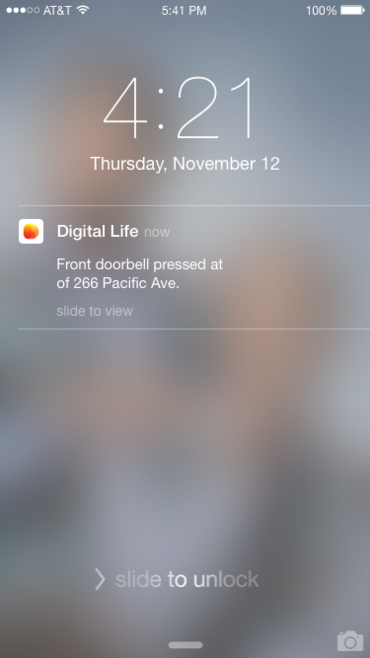 AT&T 5:41 PM 100%
4:21
Thursday, November 12
Digital Life now
Front doorbell pressed at
of 266 Pacific Ave.
slide to view
slide to unlock